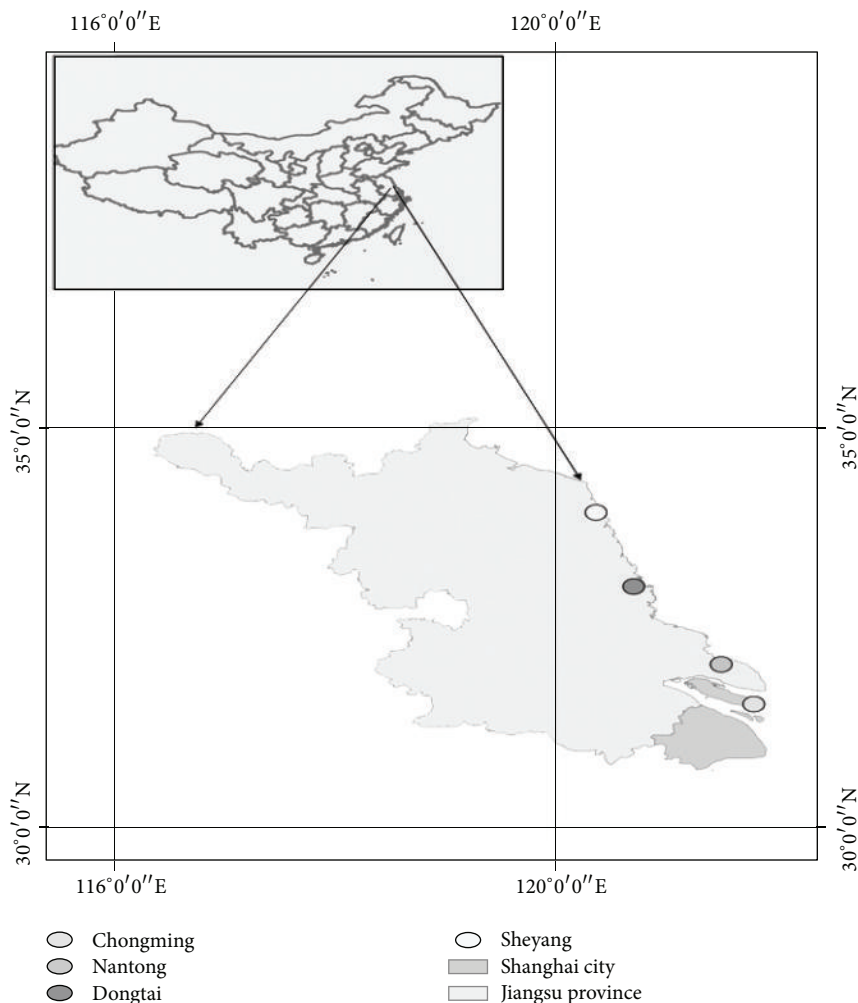 116°0′0″E 120°0′0″E
35°0′0″N 35°0′0″N
30°0′0″N 30°0′0″N
116°0′0″E 120°0′0″E
Chongming Sheyang
Nantong Shanghai city
Dongtai Jiangsu province